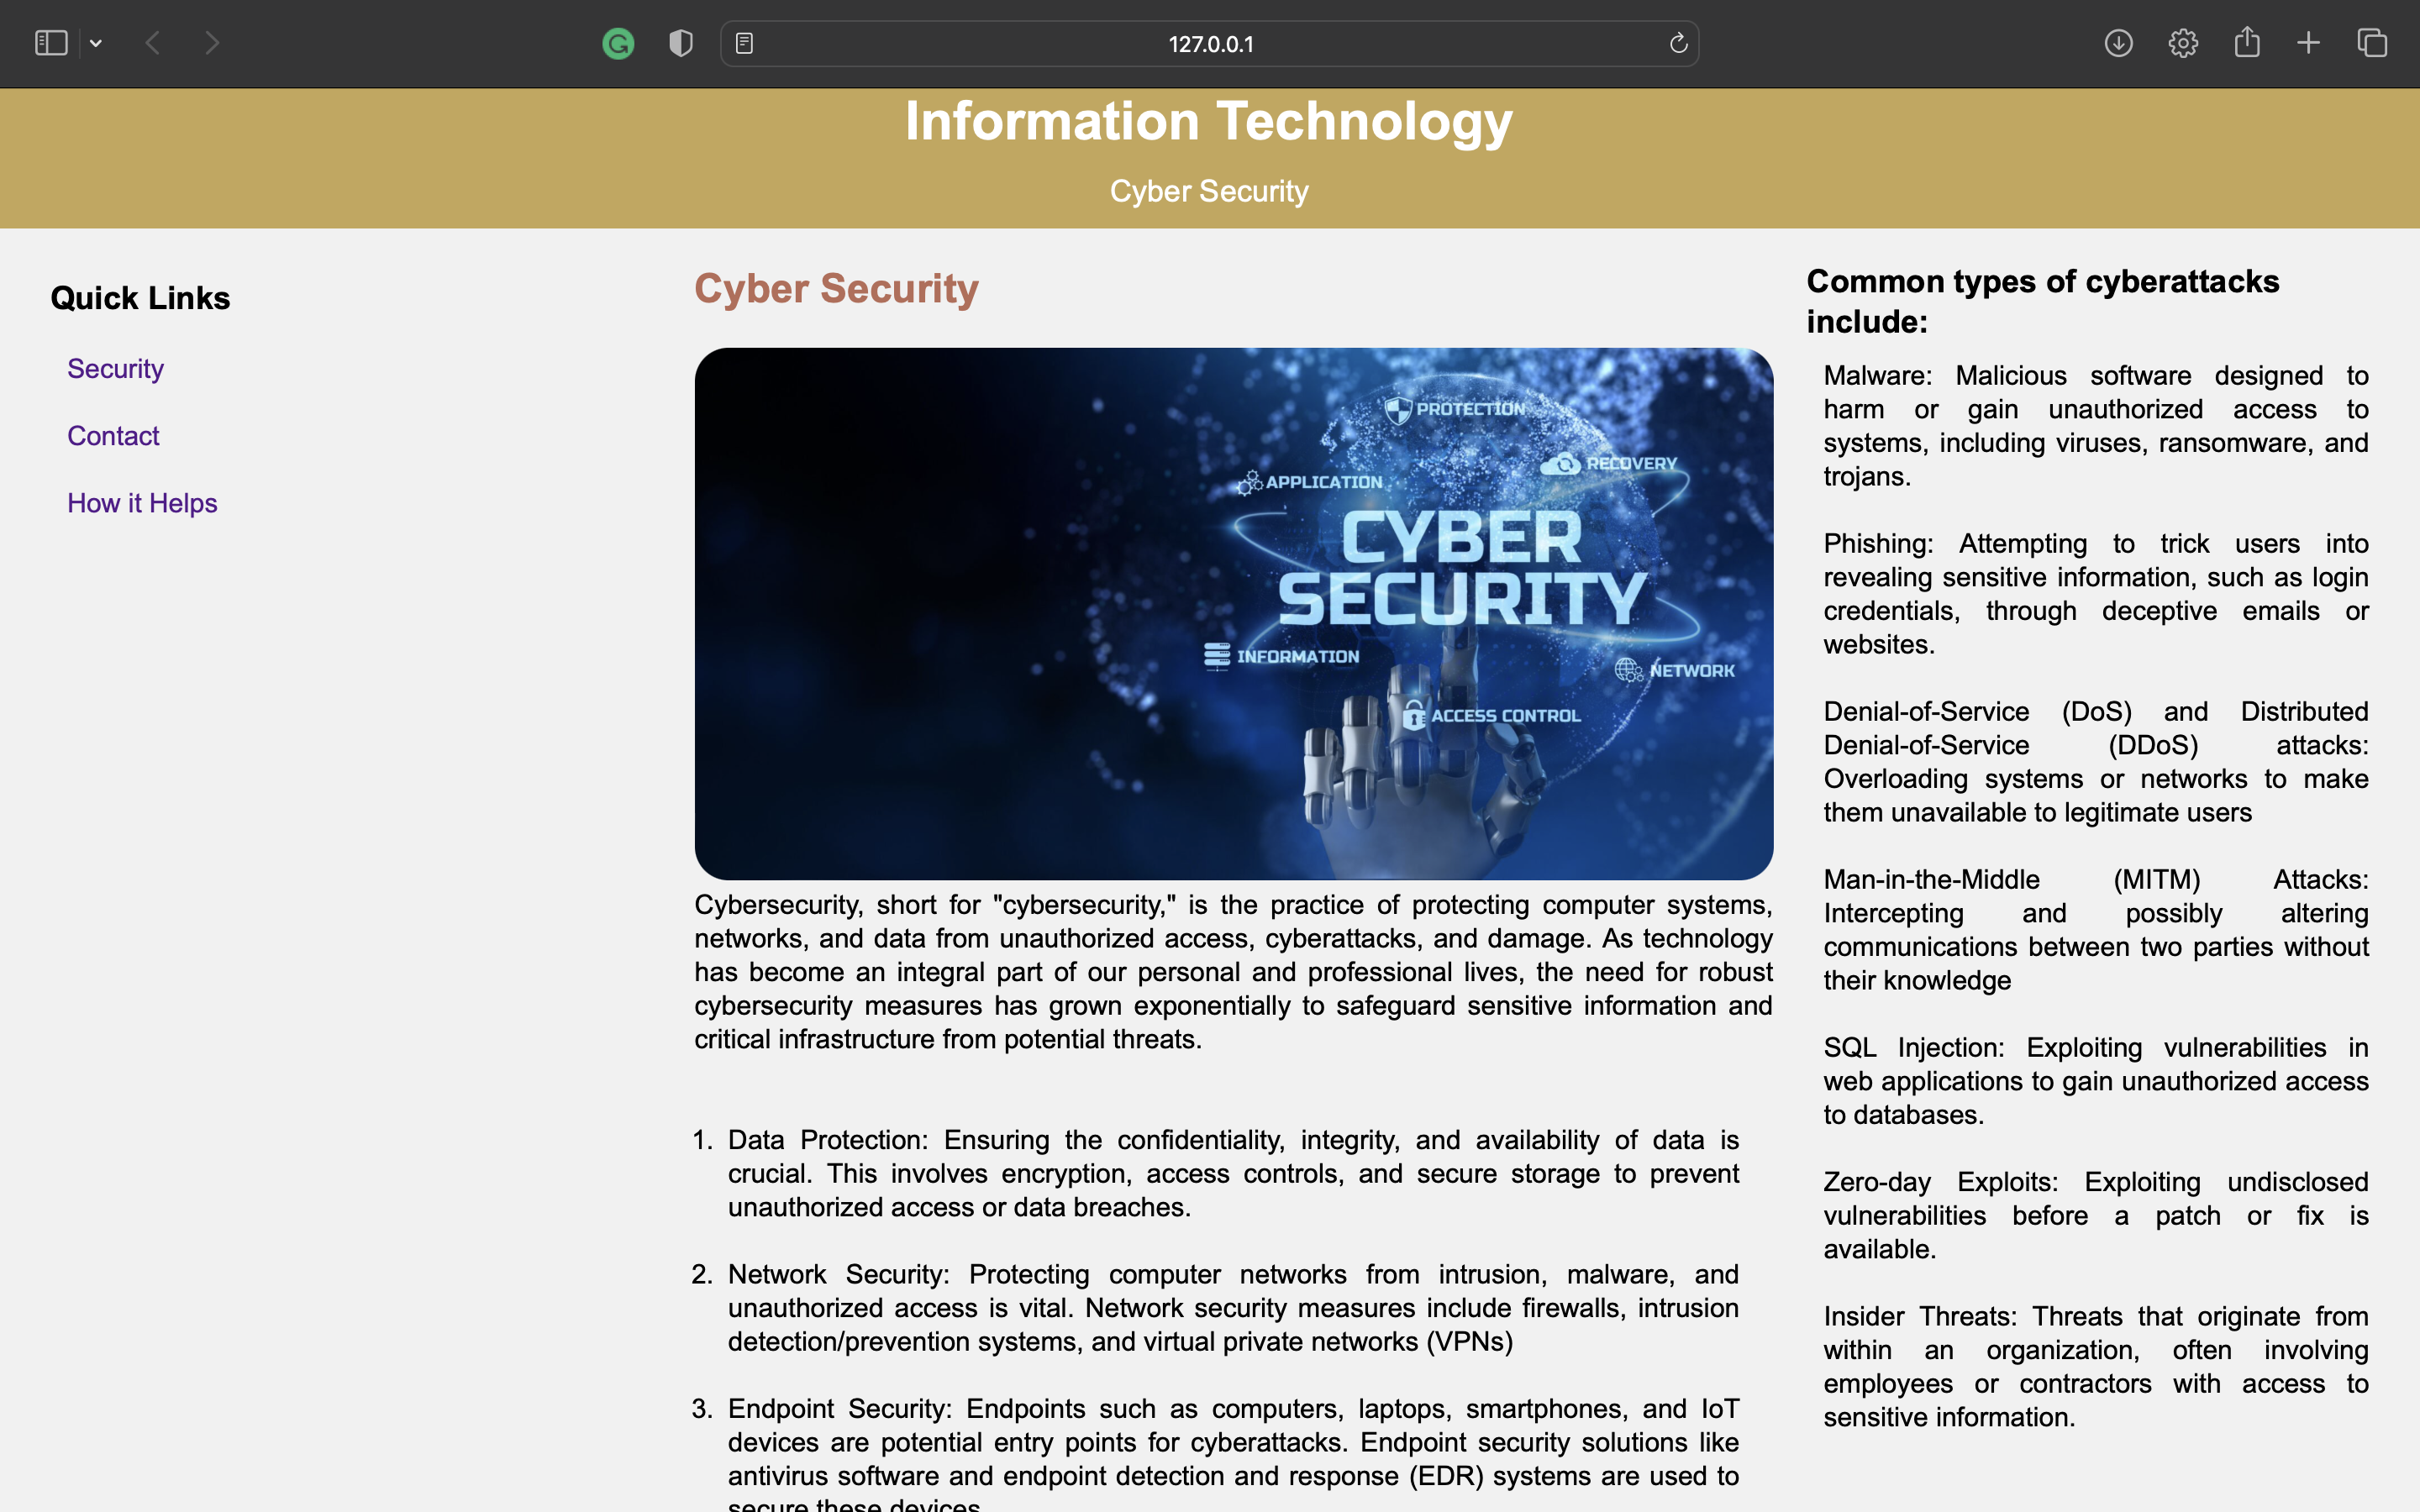 127.0.0.1
Information Technology
Cyber Security
Quick Links
Security
Contact
How it Helps
Cyber Security
PROTECTION
RECOVERY
APPLICATION
CYBER
SECURITY
INFORMATION
NETWORK
ACCESS CONTROL
Cybersecurity, short for "cybersecurity," is the practice of protecting computer systems,
networks, and data from unauthorized access, cyberattacks, and damage. As technology
has become an integral part of our personal and professional lives, the need for robust
cybersecurity measures has grown exponentially to safeguard sensitive information and
critical infrastructure from potential threats.
1. Data Protection: Ensuring the confidentiality, integrity, and availability of data is
crucial. This involves encryption, access controls, and secure storage to prevent
unauthorized access or data breaches.
2. Network Security: Protecting computer networks from intrusion, malware, and
unauthorized access is vital. Network security measures include firewalls, intrusion
detection/prevention systems, and virtual private networks (VPNs)
3. Endpoint Security: Endpoints such as computers, laptops, smartphones, and IoT
devices are potential entry points for cyberattacks. Endpoint security solutions like
antivirus software and endpoint detection and response (EDR) systems are used to
secure these devices.
Common types of cyberattacks
include:
Malware: Malicious software designed to
harm or gain unauthorized access to
systems, including viruses, ransomware, and
trojans.
Phishing: Attempting to trick users into
revealing sensitive information, such as login
credentials, through deceptive emails or
websites.
Denial-of-Service (DoS) and Distributed
Denial-of-Service (DDoS) attacks:
Overloading systems or networks to make
them unavailable to legitimate users
Man-in-the-Middle (MITM) Attacks:
Intercepting and possibly altering
communications between two parties without
their knowledge
SQL Injection: Exploiting vulnerabilities in
web applications to gain unauthorized access
to databases.
Zero-day Exploits: Exploiting undisclosed
vulnerabilities before a patch or fix is
available.
Insider Threats: Threats that originate from
within an organization, often involving
employees or contractors with access to
sensitive information.